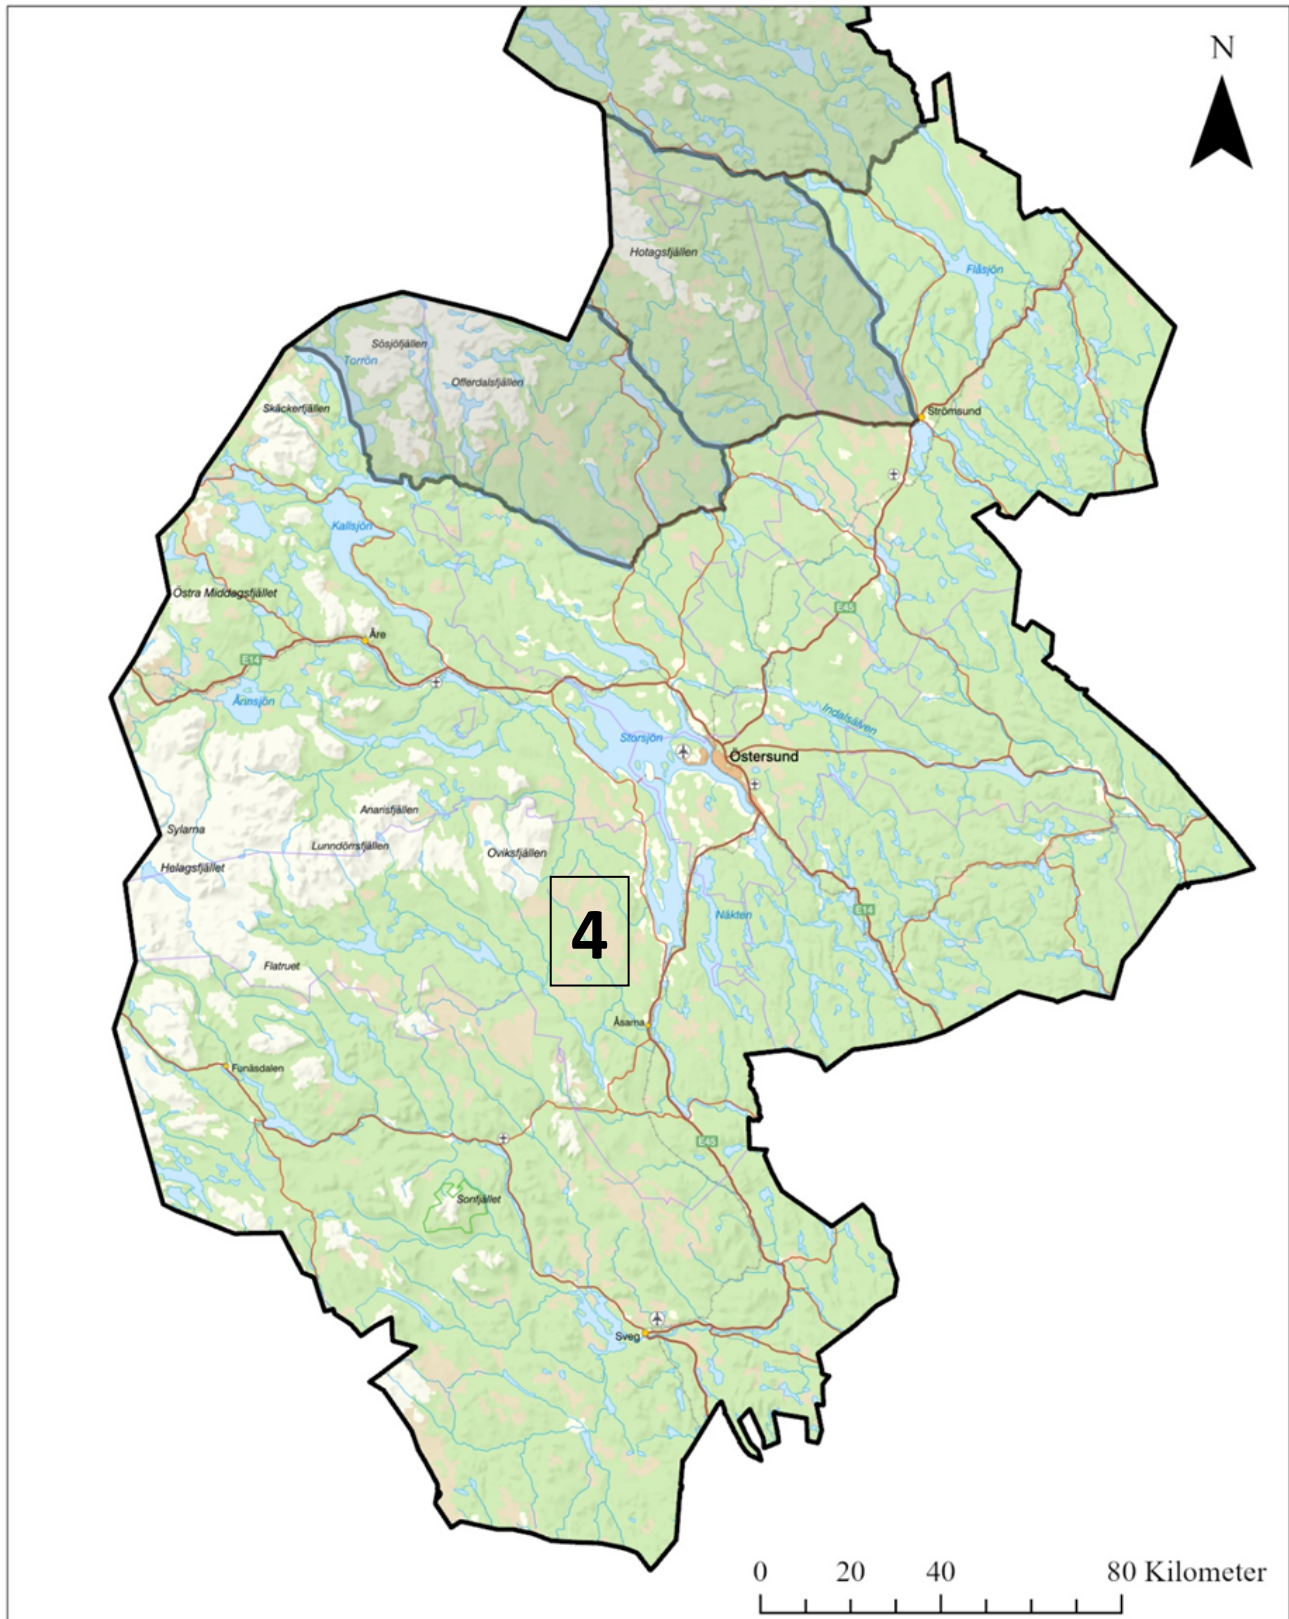 N
Hotagsfjällen
Flåsjön
Sösjöfjällen
Torrön
Offerdalsfjällen
Skäckerfjällen
Strömsund
Kallsjön
Östra Middagsfjället
E45
Åre
E14
Ånnsjön
Indalsälven
Storsjön
Östersund
Anarisfjällen
Sylarna
Lunndörrsfjällen
Oviksfjällen
Helagsfjället
4
Näkten
E14
Flatruet
Åsarna
Funäsdalen
E45
Sonfjället
Sveg
0 20 40 80 Kilometer